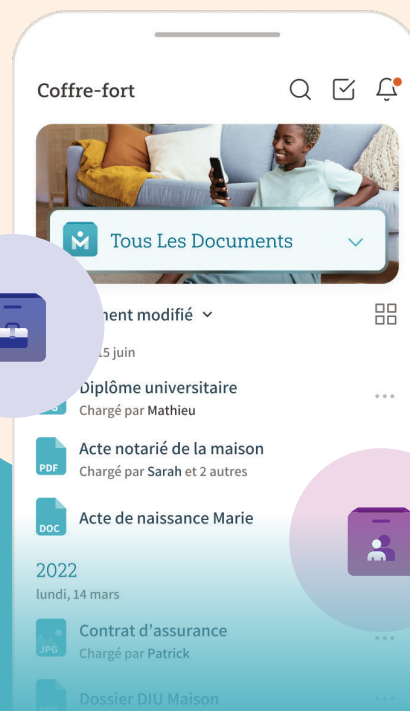 Coffre-fort
Tous Les Documents
ment modifié
15 juin
Diplôme universitaire
Chargé par Mathieu
PDF
Acte notarié de la maison
Chargé par Sarah et 2 autres
DOC
Acte de naissance Marie
2022
lundi, 14 mars
JPG
Contrat d’assurance
Chargé par Patrick
Dossier DIU Maison